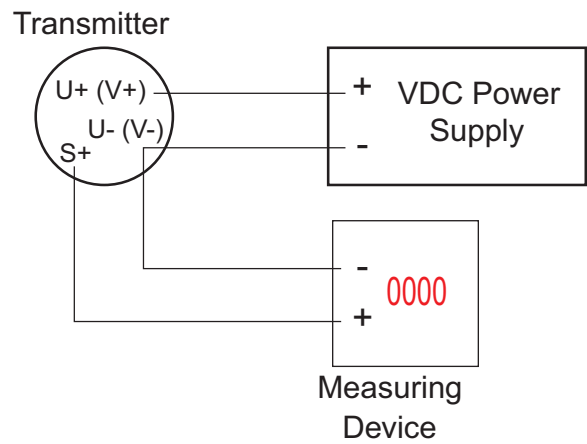 Transmitter
U+ (V+)
U- (V-)
S+
+
-
VDC Power
Supply
-
+
0000
Measuring
Device